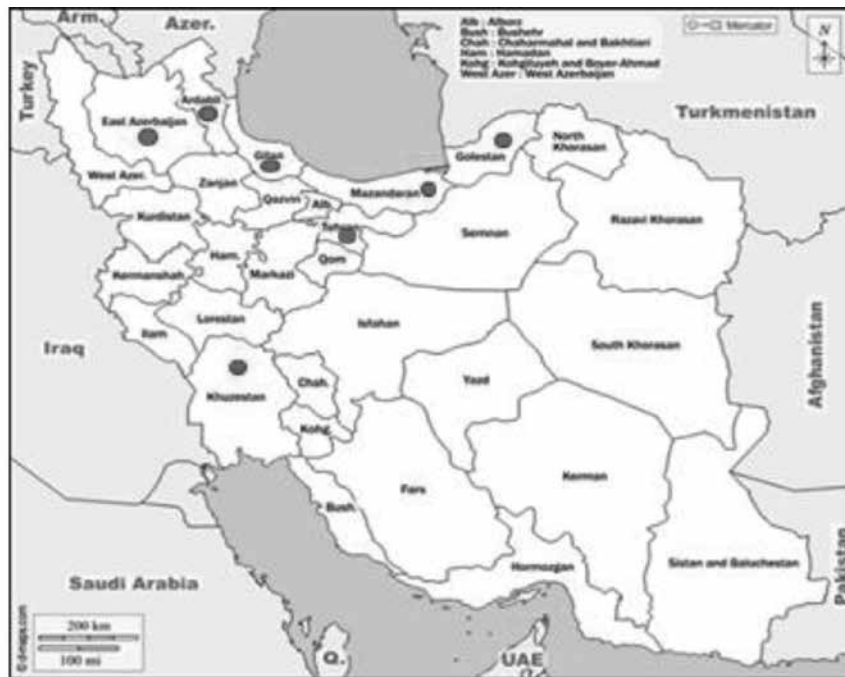 Arm.
Azer.
Turkey
Alb : Alborz
Bush : Bushehr
Chah : Chaharmahal and Bakhtiari
Ham : Hamadan
Kohg : Kohgiluyeh and Boyer-Ahmad
West Azer : West Azerbaijan
Mercator
N
Turkmenistan
Ardabil
East Azerbaijan
West Azer.
Gilan
Golestan
North
Khorasan
Zanjan
Mazandaran
Qazvin
Alb.
Kurdistan
Tehran
Semnan
Razavi Khorasan
Ham.
Markazi
Qom
Kermanshah
Ilam
Lorestan
Isfahan
South Khorasan
Iraq
Afghanistan
Khuzestan
Chah.
Yazd
Kohg.
Fars
Kerman
Bush.
Hormozgan
Sistan and Baluchestan
Pakistan
Saudi Arabia
200 km
100 mi
© d-maps.com
Q.
UAE